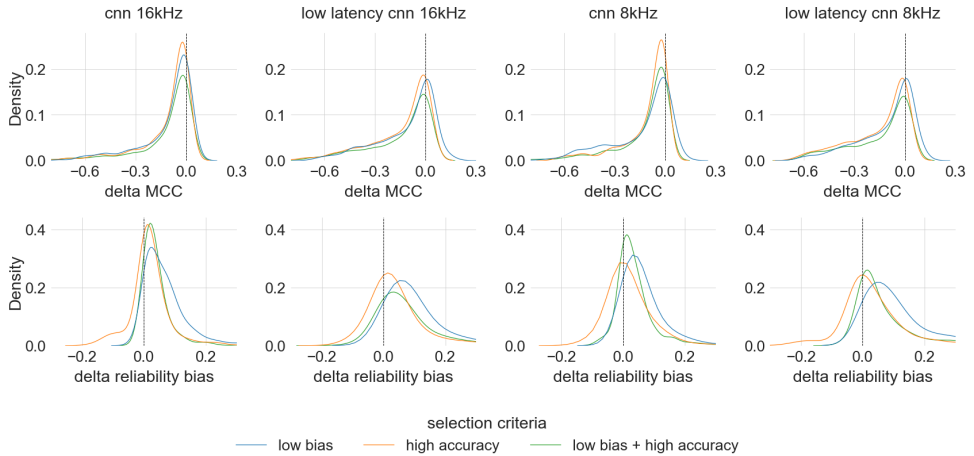 cnn 16kHz low latency cnn 16kHz cnn 8kHz low latency cnn 8kHz
Density
0.2 0.2 0.2 0.2
0.1 0.1 0.1 0.1
0.0 0.0 0.0 0.0
−0.6 −0.3 0.0 −0.6 −0.3 0.0 0.3 −0.6 −0.3 0.0 −0.6 −0.3 0.0 0.3
delta MCC delta MCC delta MCC delta MCC
Density
0.4 0.4 0.4 0.4
0.2 0.2 0.2 0.2
0.0 0.0 0.0 0.0
−0.2 0.0 0.2 −0.2 0.0 0.2 −0.2 0.0 0.2 −0.2 0.0 0.2
delta reliability bias delta reliability bias delta reliability bias delta reliability bias
selection criteria
low bias high accuracy low bias + high accuracy